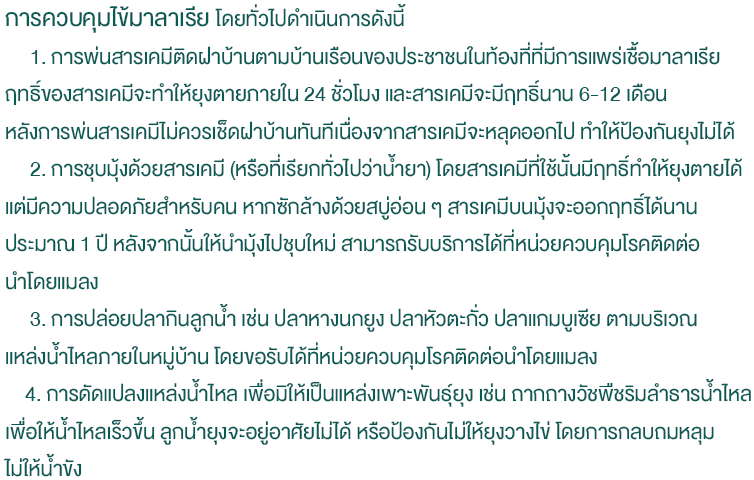 การควบคุมไข้มาลาเรีย โดยทั่วไปดำเนินการดังนี้
1. การพ่นสารเคมีติดฝาบ้านตามบ้านเรือนของประชาชนในท้องที่ที่มีการแพร่เชื้อมาลาเรีย
ฤทธิ์ของสารเคมีจะทำให้ยุงตายภายใน 24 ชั่วโมง และสารเคมีจะมีฤทธิ์นาน 6-12 เดือน
หลังการพ่นสารเคมีไม่ควรเช็ดฝาบ้านทันทีเนื่องจากสารเคมีจะหลุดออกไป ทำให้ป้องกันยุงไม่ได้
2. การชุบมุ้งด้วยสารเคมี (หรือที่เรียกทั่วไปว่าน้ำยา) โดยสารเคมีที่ใช้นั้นมีฤทธิ์ทำให้ยุงตายได้
แต่มีความปลอดภัยสำหรับคน หากซักล้างด้วยสบู่อ่อน ๆ สารเคมีบนมุ้งจะออกฤทธิ์ได้นาน
ประมาณ 1 ปี หลังจากนั้นให้นำมุ้งไปชุบใหม่ สามารถรับบริการได้ที่หน่วยควบคุมโรคติดต่อ
นำโดยแมลง
3. การปล่อยปลากินลูกน้ำ เช่น ปลาหางนกยูง ปลาหัวตะกั่ว ปลาแกมบูเซีย ตามบริเวณ
แหล่งน้ำไหลภายในหมู่บ้าน โดยขอรับได้ที่หน่วยควบคุมโรคติดต่อนำโดยแมลง
4. การดัดแปลงแหล่งน้ำไหล เพื่อมิให้เป็นแหล่งเพาะพันธุ์ยุง เช่น ถากถางวัชพืชริมลำธารน้ำไหล
เพื่อให้น้ำไหลเร็วขึ้น ลูกน้ำยุงจะอยู่อาศัยไม่ได้ หรือป้องกันไม่ให้ยุงวางไข่ โดยการกลบถมหลุม
ไม่ให้น้ำขัง